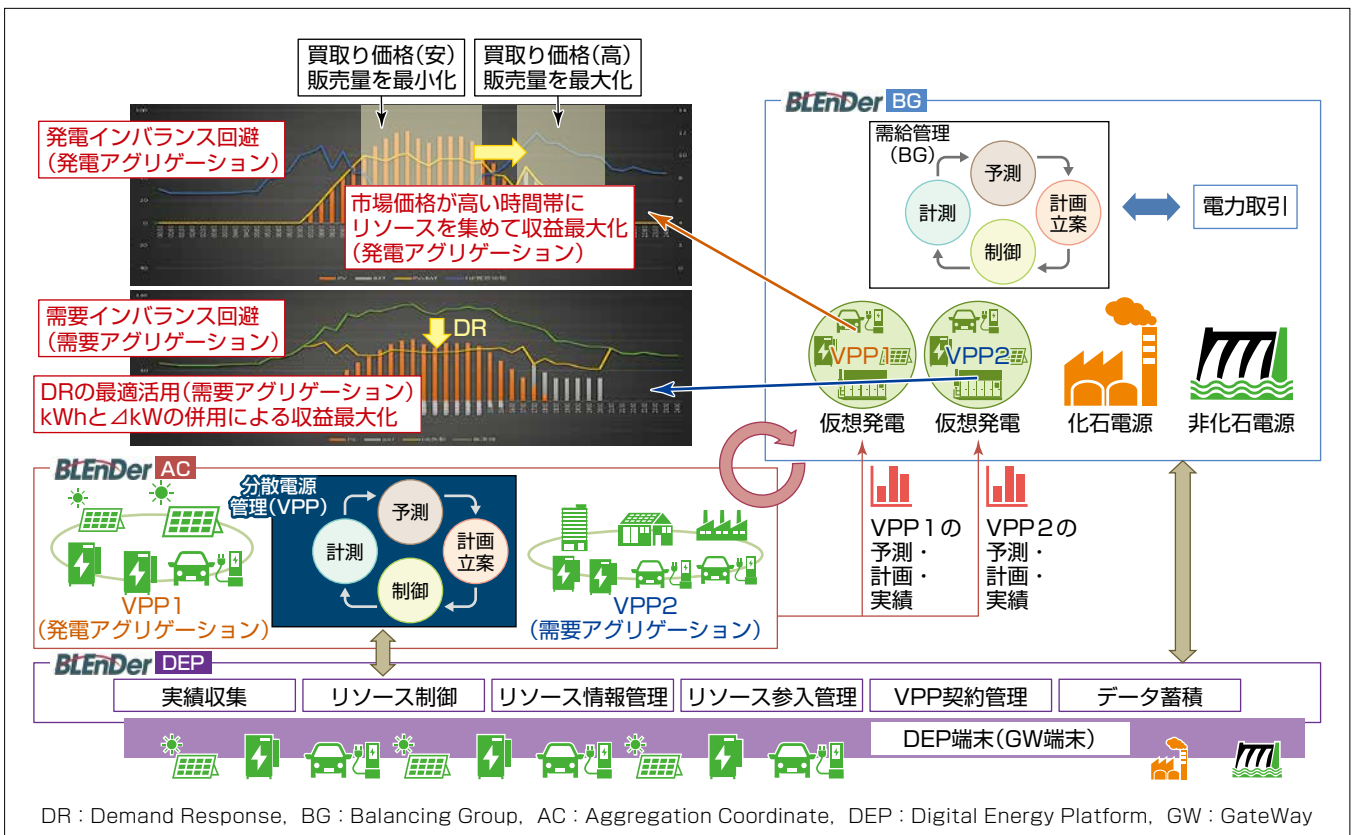 買取り価格(安)
販売量を最小化
買取り価格(高)
販売量を最大化
発電インバランス回避
(発電アグリゲーション)
市場価格が高い時間帯に
リソースを集めて収益最大化
(発電アグリゲーション)
需要インバランス回避
(需要アグリゲーション)
DR
DRの最適活用(需要アグリゲーション)
kWhと⊿kWの併用による収益最大化
BLEnDer BG
需給管理
(BG)
予測
計画
立案
制御
計測
電力取引
VPP1
VPP2
仮想発電
仮想発電
化石電源
非化石電源
BLEnDer AC
分散電源
管理(VPP)
予測
計画
立案
制御
計測
VPP1
(発電アグリゲーション)
VPP2
(需要アグリゲーション)
VPP1の
予測・
計画・
実績
VPP2の
予測・
計画・
実績
BLEnDer DEP
実績収集
リソース制御
リソース情報管理
リソース参入管理
VPP契約管理
データ蓄積
DEP端末(GW端末)
DR：Demand Response, BG：Balancing Group, AC：Aggregation Coordinate, DEP：Digital Energy Platform, GW：GateWay